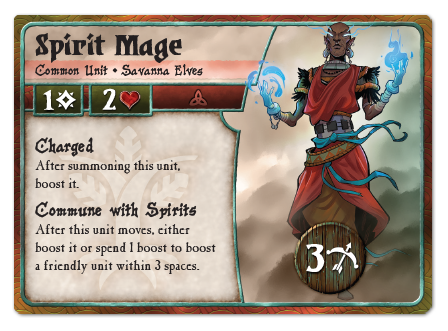 Spirit Mage
Common Unit • Savanna Elves
1 2
Charged
After summoning this unit,
boost it.
Commune with Spirits
After this unit moves, either
boost it or spend 1 boost to boost
a friendly unit within 3 spaces.
3